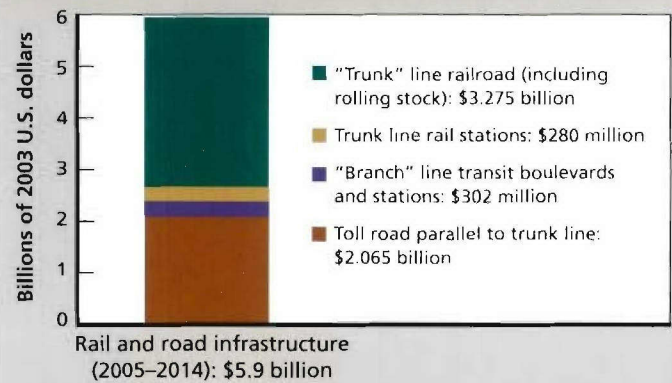 Billions of 2003 U.S. dollars
6
5
4
3
2
1
0
"Trunk" line railroad (including
rolling stock): $3.275 billion
Trunk line rail stations: $280 million
"Branch" line transit boulevards
and stations: $302 million
Toll road parallel to trunk line:
$2.065 billion
Rail and road infrastructure
(2005–2014): $5.9 billion